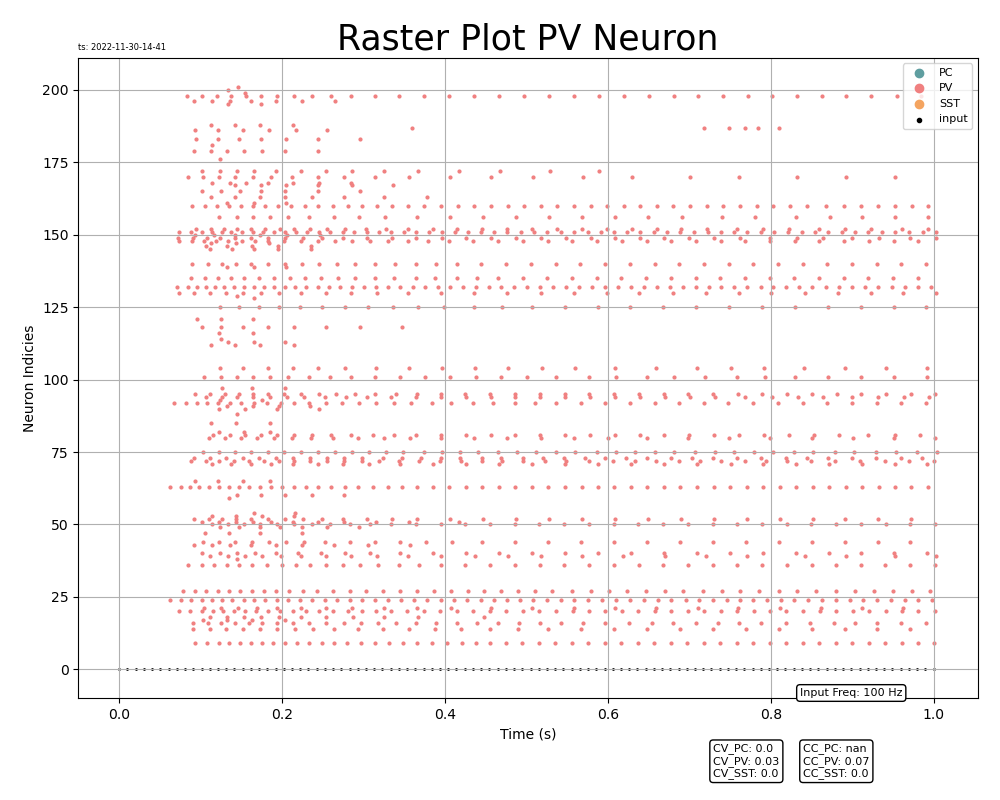 Raster Plot PV Neuron
ts: 2022-11-30-14-41
PC
PV
SST
input
200
175
150
125
100
75
50
25
0
Neuron Indicies
0.0 0.2 0.4 0.6 0.8 1.0
Time (s)
Input Freq: 100 Hz
CV_PC: 0.0
CV_PV: 0.03
CV_SST: 0.0
CC_PC: nan
CC_PV: 0.07
CC_SST: 0.0